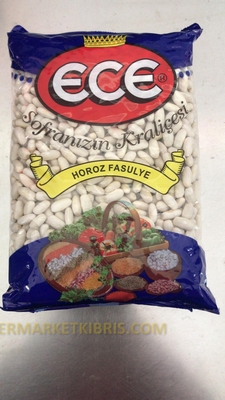 ECE®
Sofranızın Kraliçesi
HOROZ FASULYE
ERMARKETKIBRIS.COM